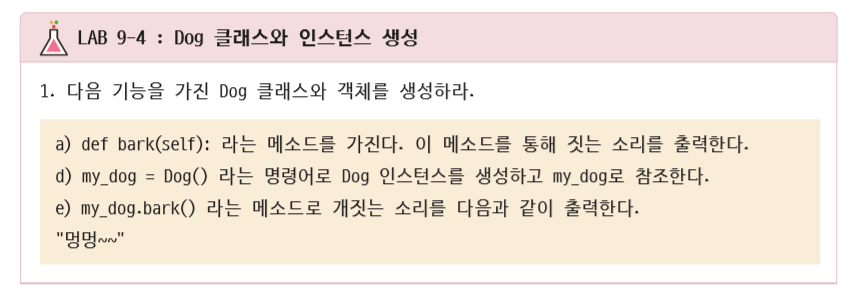 LAB 9-4 : Dog 클래스와 인스턴스 생성
1. 다음 기능을 가진 Dog 클래스와 객체를 생성하라.
a) def bark(self): 라는 메소드를 가진다. 이 메소드를 통해 짓는 소리를 출력한다.
d) my_dog = Dog() 라는 명령어로 Dog 인스턴스를 생성하고 my_dog로 참조한다.
e) my_dog.bark() 라는 메소드로 개짓는 소리를 다음과 같이 출력한다.
"멍멍~~"